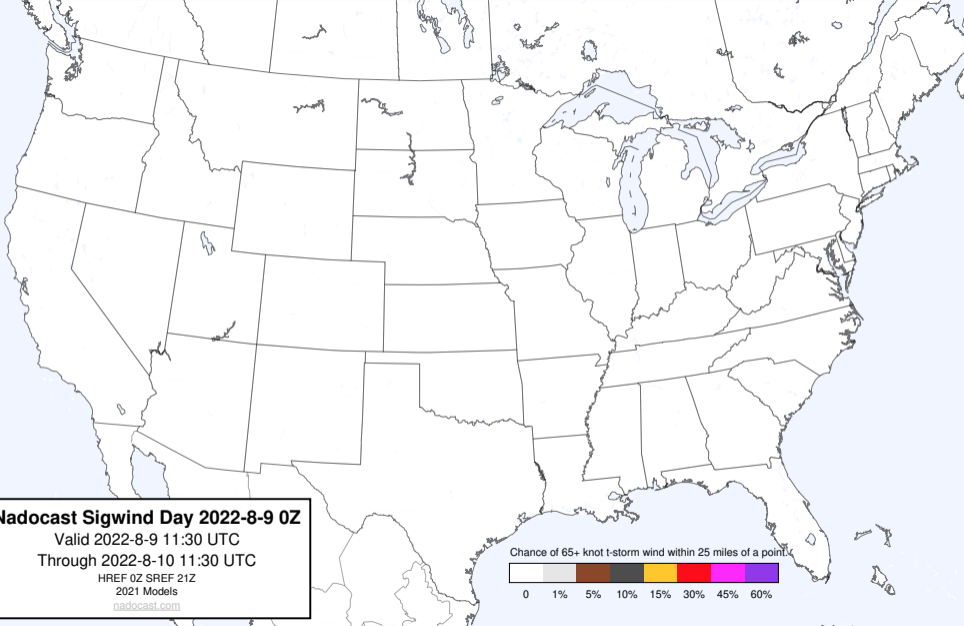 Nadocast Sigwind Day 2022-8-9 0Z
Valid 2022-8-9 11:30 UTC
Through 2022-8-10 11:30 UTC
HREF 0Z SREF 21Z
2021 Models
nadocast.com
Chance of 65+ knot t-storm wind within 25 miles of a point.
0 1% 5% 10% 15% 30% 45% 60%